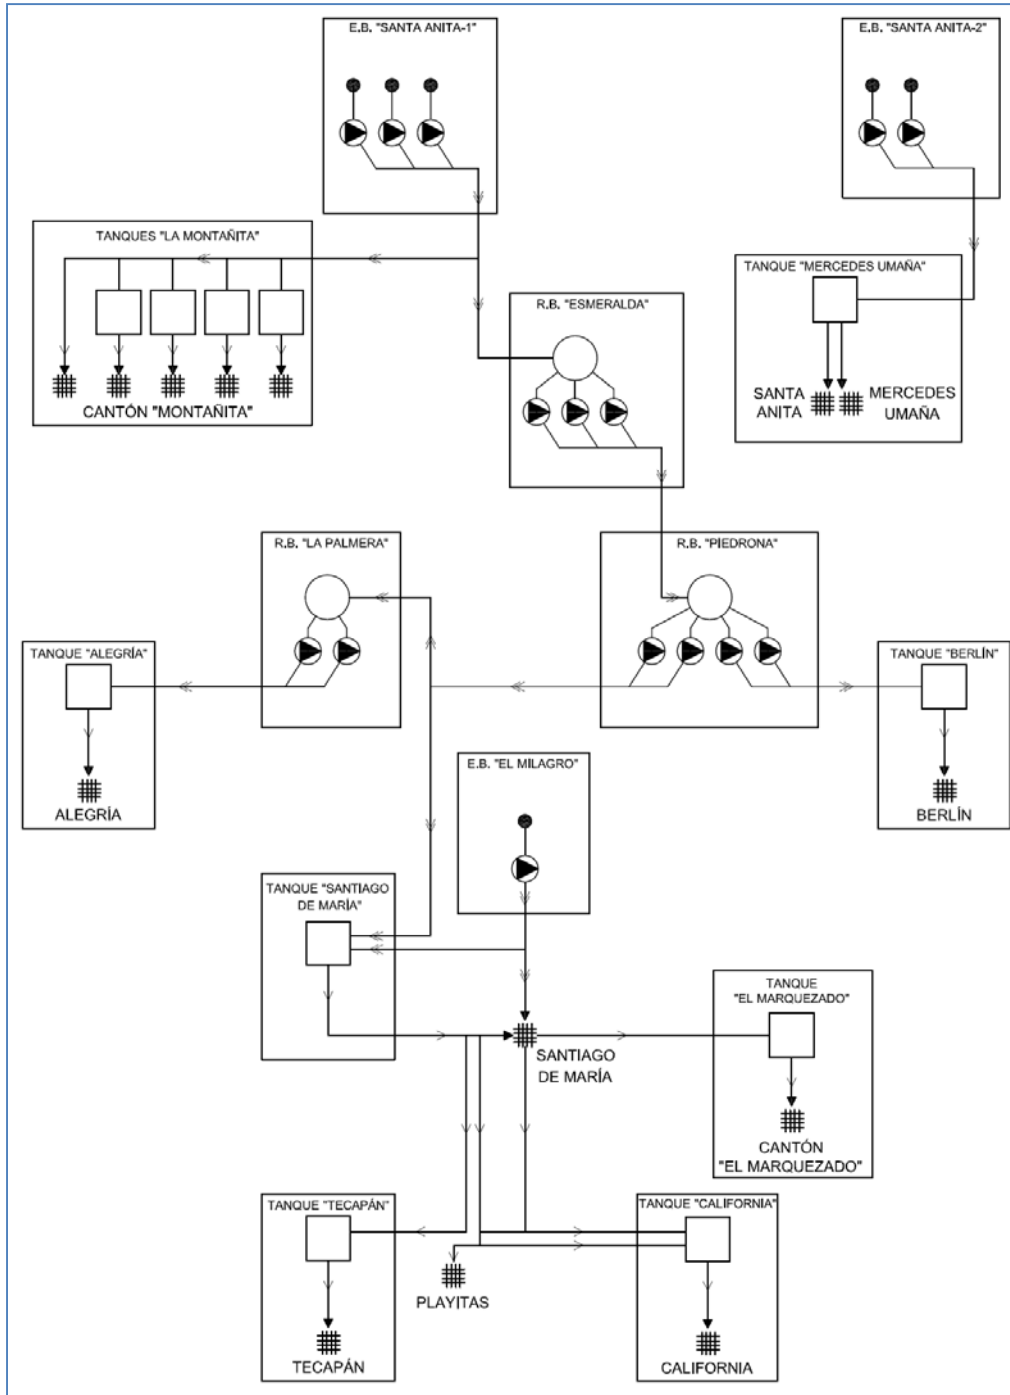 E.B. "SANTA ANITA-1"
E.B. "SANTA ANITA-2"
TANQUES "LA MONTAÑITA"
CANTÓN "MONTAÑITA"
R.B. "ESMERALDA"
TANQUE "MERCEDES UMAÑA"
SANTA
ANITA
MERCEDES
UMAÑA
R.B. "LA PALMERA"
R.B. "PIEDRONA"
TANQUE "ALEGRÍA"
ALEGRÍA
TANQUE "BERLÍN"
BERLÍN
E.B. "EL MILAGRO"
TANQUE "SANTIAGO
DE MARÍA"
SANTIAGO
DE MARÍA
TANQUE
"EL MARQUEZADO"
CANTÓN
"EL MARQUEZADO"
TANQUE "TECAPÁN"
TECAPÁN
PLAYITAS
TANQUE "CALIFORNIA"
CALIFORNIA